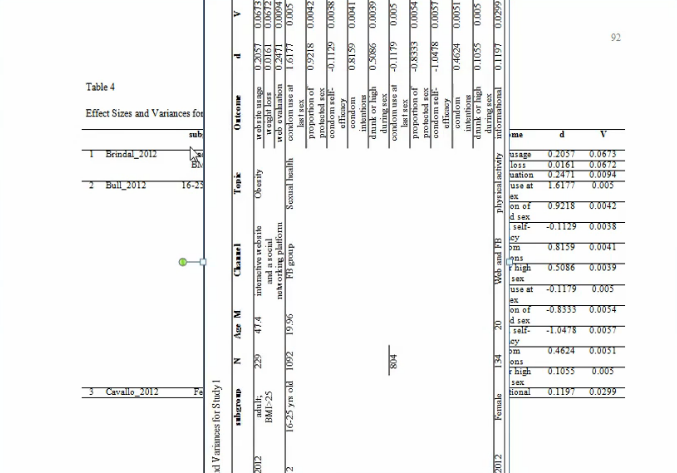 92
Table 4
Effect Sizes and Variances for
sub
1 Brindal_2012
BM
2 Bull_2012 16-25
3 Cavallo_2012 Fe
d Variances for Study 1
subgroup N Age M Channel Topic Outcome d V
2012 adult; 229 47.4 interactive website Obesity website usage 0.2057 0.0673
BMI>25 and a social weight loss 0.0161 0.0672
networking platform web evaluation 0.2471 0.0094
2 16-25 yrs old 1092 19.96 FB group Sexual health condom use at 1.6177 0.005
last sex
proportion of 0.9218 0.0042
protected sex
condom self- -0.1129 0.0038
efficacy
condom 0.8159 0.0041
intentions
drunk or high 0.5086 0.0039
during sex
804 condom use at -0.1179 0.005
last sex
proportion of -0.8333 0.0054
protected sex
condom self- -1.0478 0.0057
efficacy
condom 0.4624 0.0051
intentions
drunk or high 0.1055 0.005
during sex
2012 Female 134 20 Web and FB physical activity informational 0.1197 0.0299
ome d V
usage 0.2057 0.0673
loss 0.0161 0.0672
uation 0.2471 0.0094
use at 1.6177 0.005
ex
on of 0.9218 0.0042
d sex
self- -0.1129 0.0038
cy
om 0.8159 0.0041
ons
high 0.5086 0.0039
sex
use at -0.1179 0.005
ex
on of -0.8333 0.0054
d sex
self- -1.0478 0.0057
cy
om 0.4624 0.0051
ons
high 0.1055 0.005
sex
tional 0.1197 0.0299